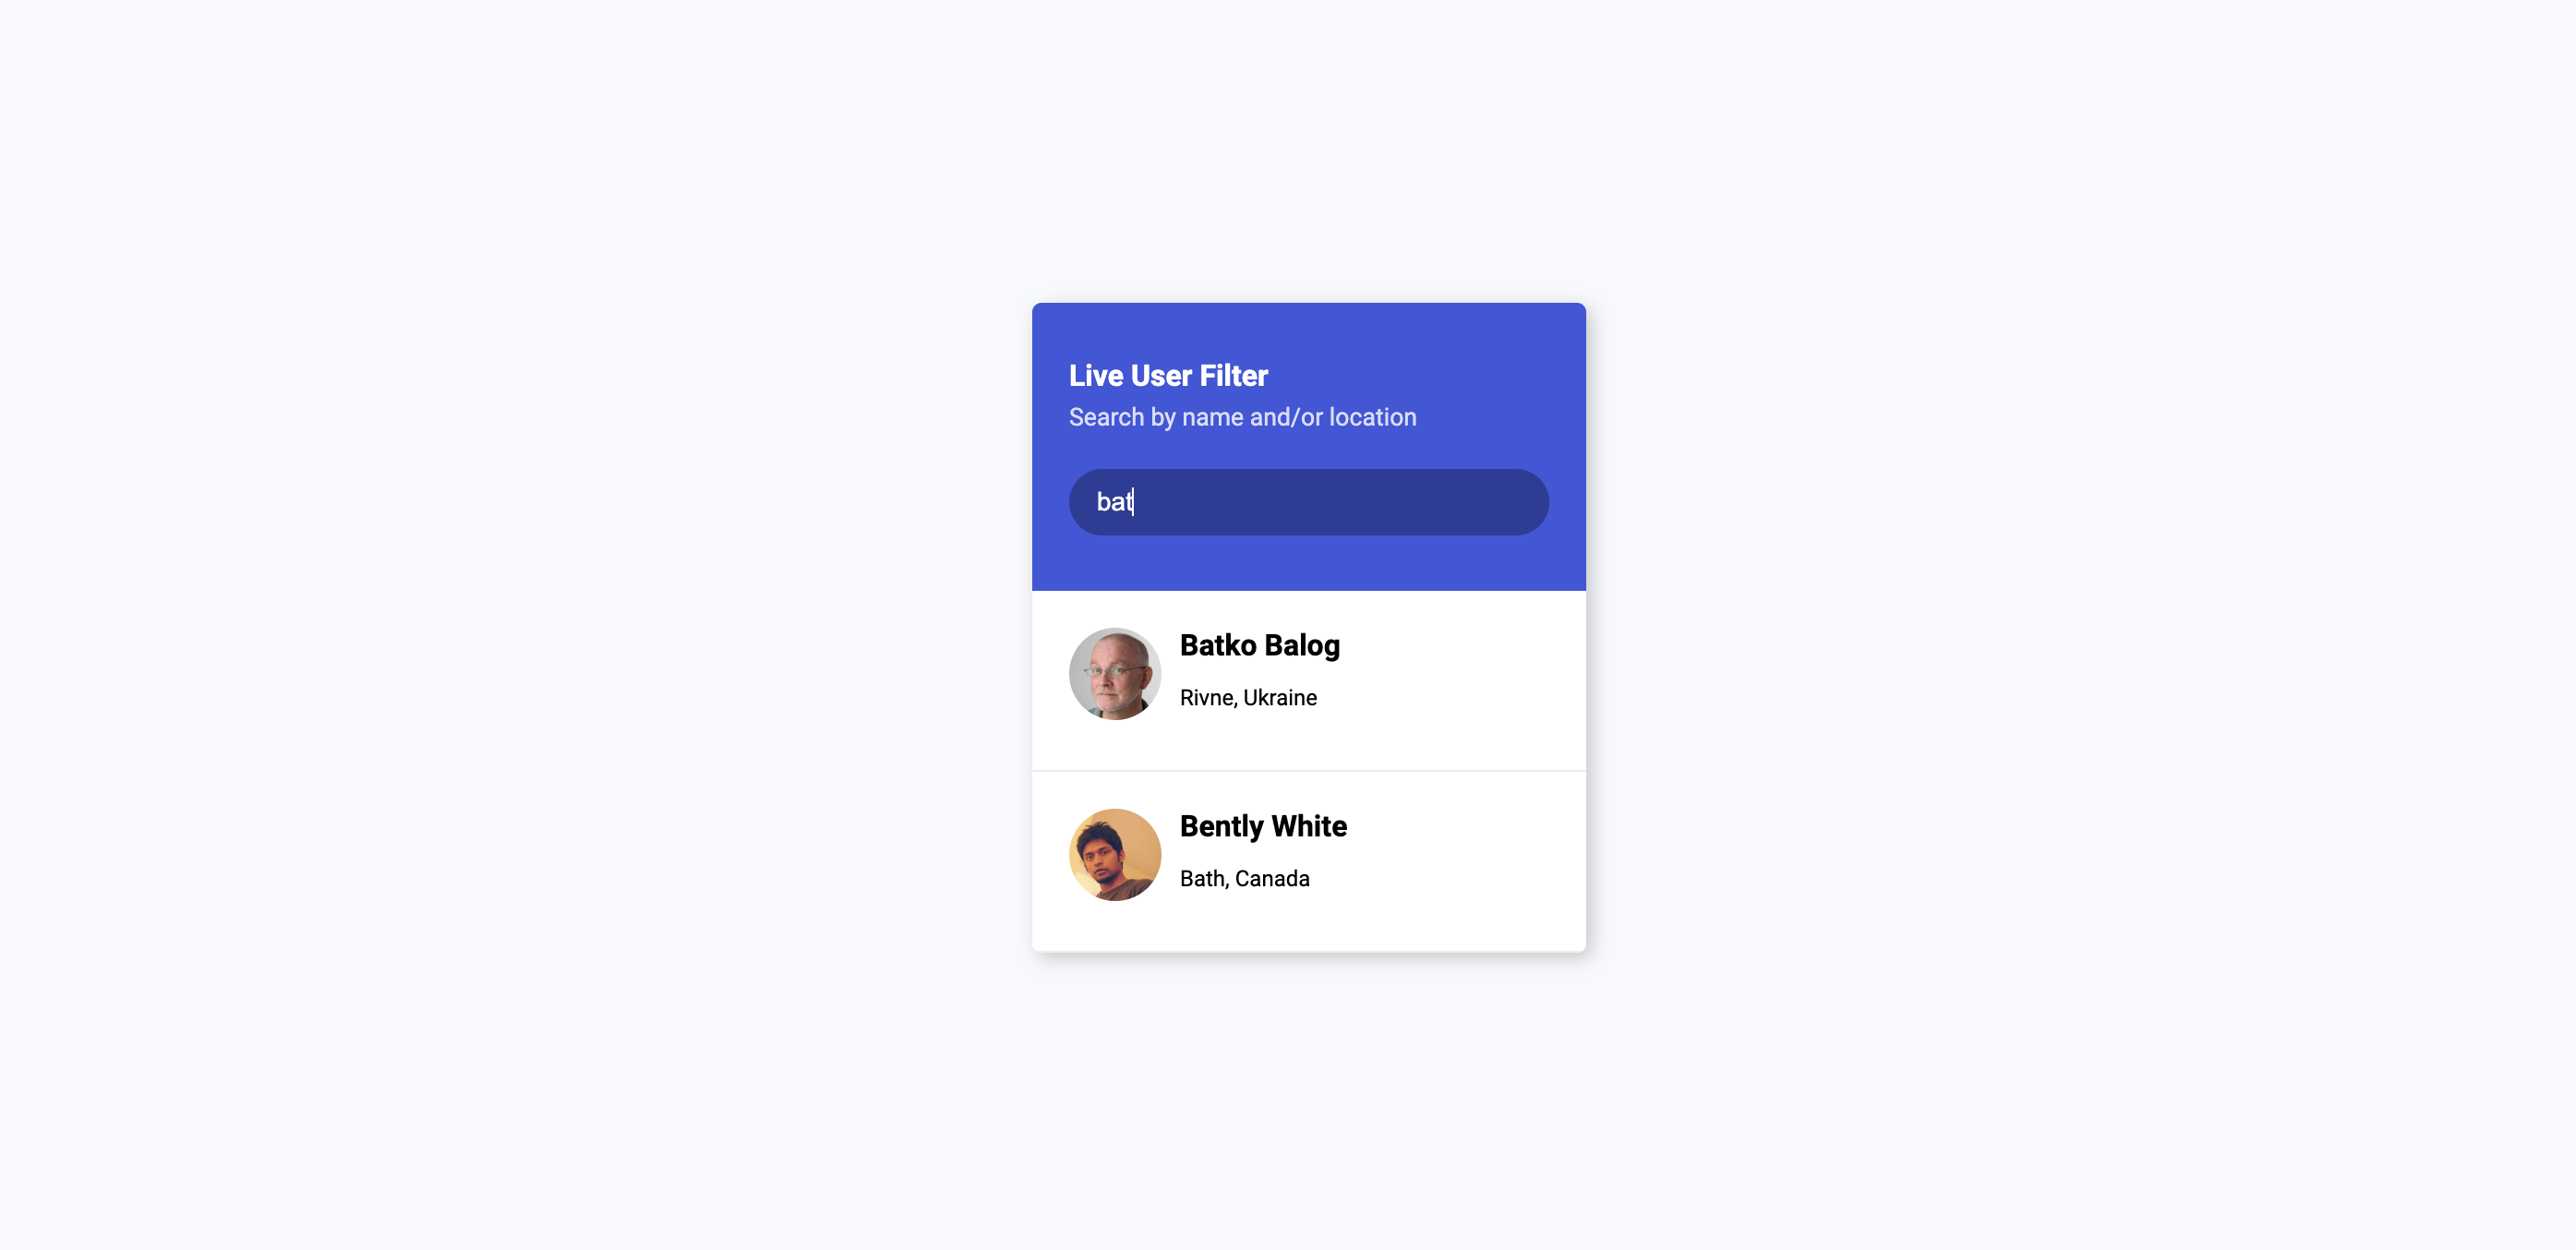 Live User Filter
Search by name and/or location
bat
Batko Balog
Rivne, Ukraine
Bently White
Bath, Canada